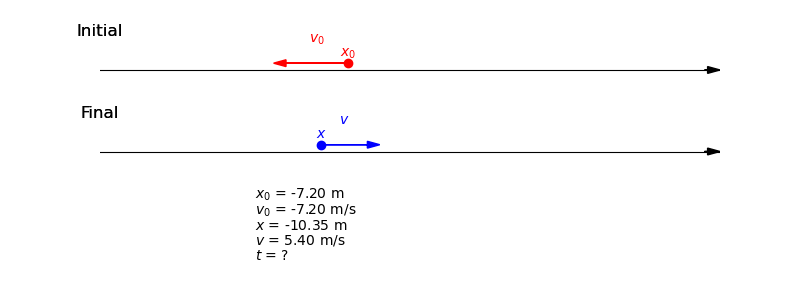 Initial
v₀
x₀
Final
v
x
x₀ = -7.20 m
v₀ = -7.20 m/s
x = -10.35 m
v = 5.40 m/s
t = ?